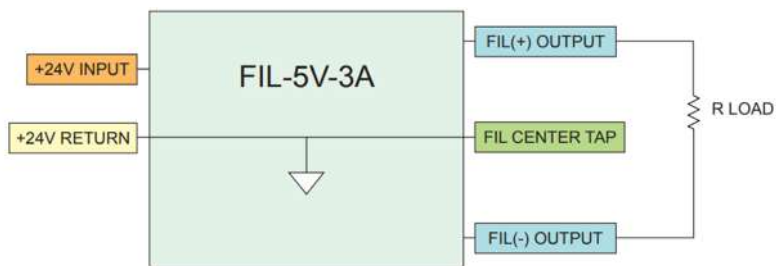 +24V INPUT
+24V RETURN
FIL-5V-3A
FIL(+) OUTPUT
FIL CENTER TAP
FIL(-) OUTPUT
R LOAD